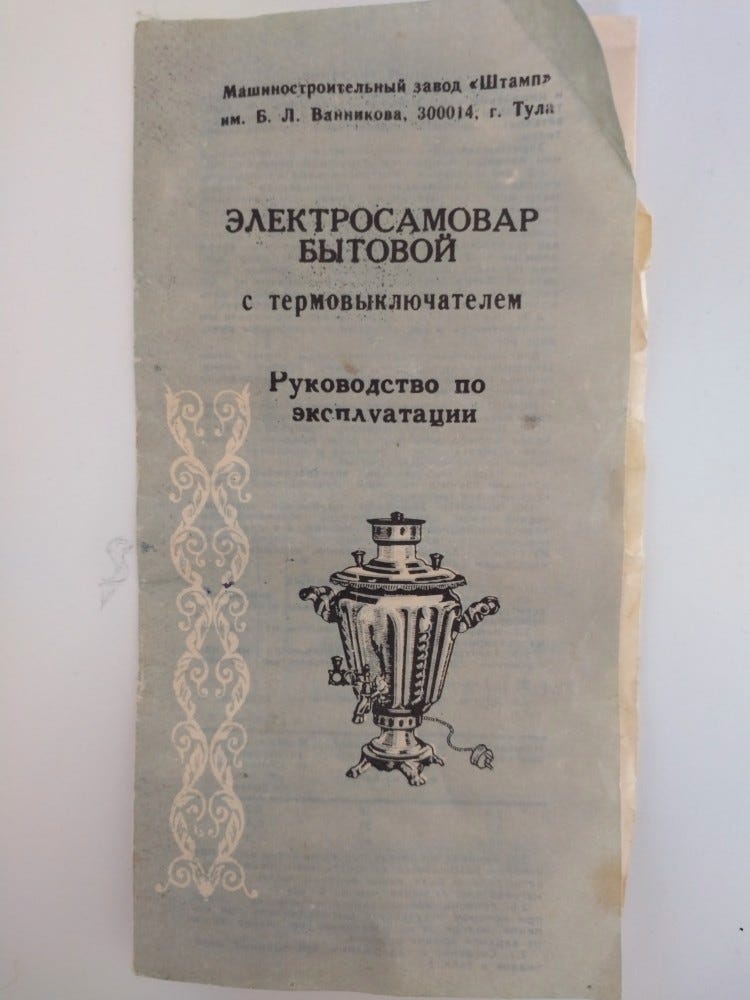 Машиностроительный завод «Штамп»
им. Б. Л. Ванникова, 300014, г. Тула
ЭЛЕКТРОСАМОВАР
БЫТОВОЙ
с термовыключателем
Руководство по
эксплуатации